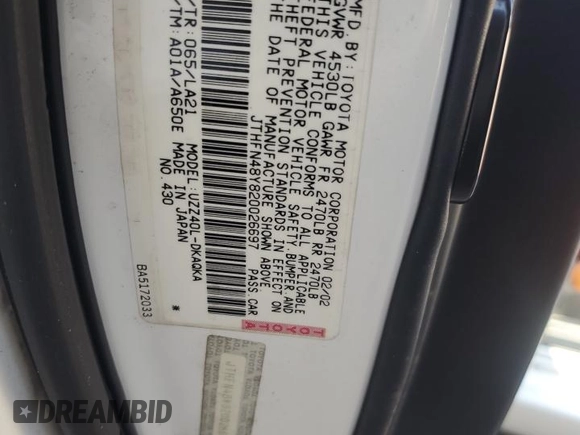 MFD. BY: TOYOTA MOTOR CORPORATION 02/02
GVWR 4530LB GAWR FR 2470LB RR 2470LB
THIS VEHICLE CONFORMS TO ALL APPLICABLE
FEDERAL MOTOR VEHICLE SAFETY, BUMPER AND
THEFT PREVENTION STANDARDS IN EFFECT ON
THE DATE OF MANUFACTURE SHOWN ABOVE.
JTHFN48Y820026697 PASS.CAR
/TR: 065/LA21 MODEL: UZZ40L-DKAQKA
/TM: A01A/A650E MADE IN JAPAN
NO.430
BA5172033
TOYOTA
DREAMBID